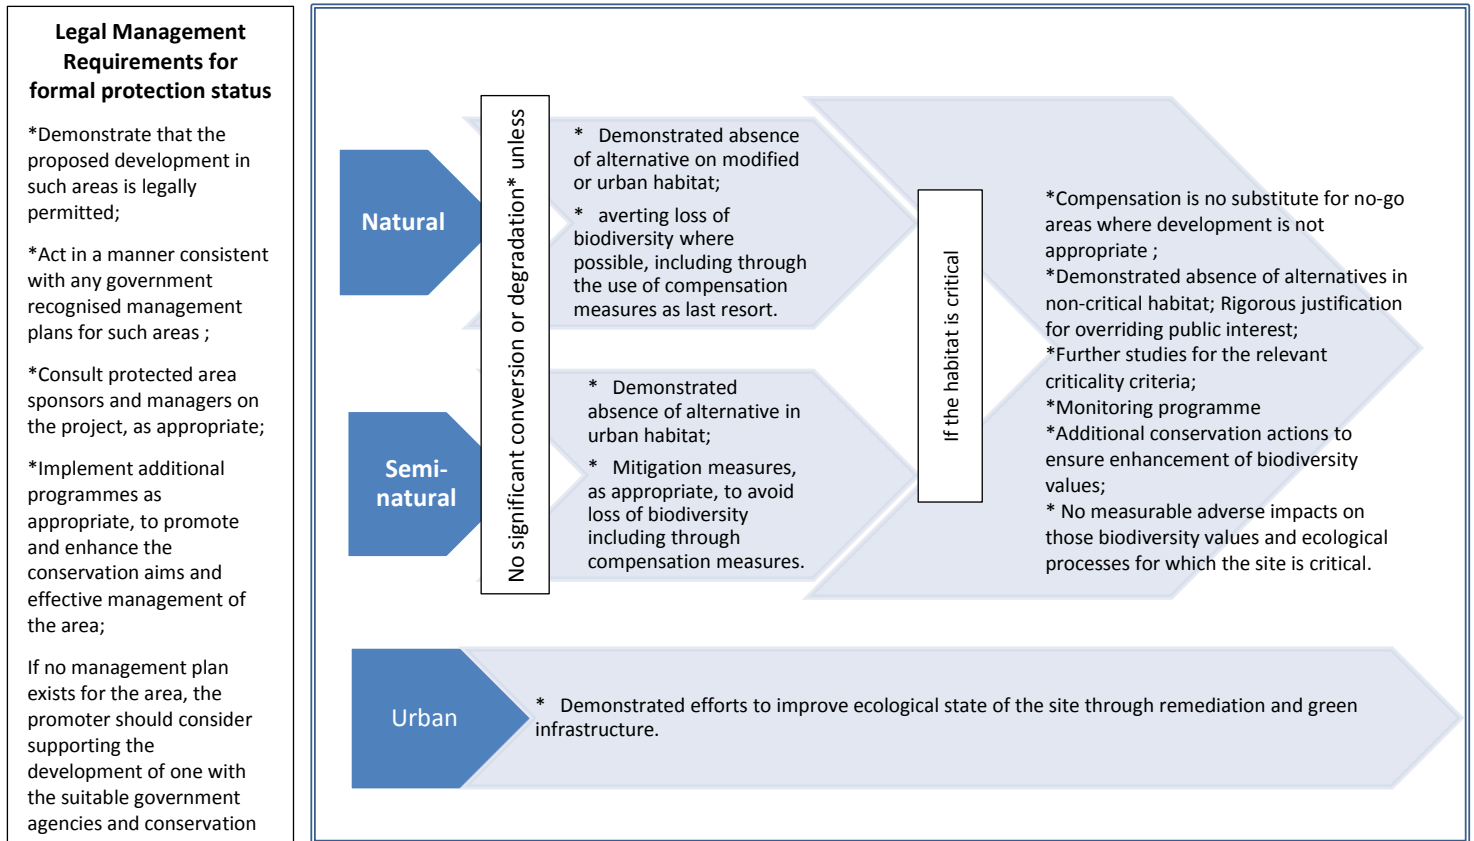 Legal Management
Requirements for
formal protection status
*Demonstrate that the
proposed development in
such areas is legally
permitted;
*Act in a manner consistent
with any government
recognised management
plans for such areas ;
*Consult protected area
sponsors and managers on
the project, as appropriate;
*Implement additional
programmes as
appropriate, to promote
and enhance the
conservation aims and
effective management of
the area;
If no management plan
exists for the area, the
promoter should consider
supporting the
development of one with
the suitable government
agencies and conservation
Natural
Semi-
natural
No significant conversion or degradation* unless
* Demonstrated absence
of alternative on modified
or urban habitat;
* averting loss of
biodiversity where
possible, including through
the use of compensation
measures as last resort.
* Demonstrated
absence of alternative in
urban habitat;
* Mitigation measures,
as appropriate, to avoid
loss of biodiversity
including through
compensation measures.
If the habitat is critical
*Compensation is no substitute for no-go
areas where development is not
appropriate ;
*Demonstrated absence of alternatives in
non-critical habitat; Rigorous justification
for overriding public interest;
*Further studies for the relevant
criticality criteria;
*Monitoring programme
*Additional conservation actions to
ensure enhancement of biodiversity
values;
* No measurable adverse impacts on
those biodiversity values and ecological
processes for which the site is critical.
Urban
* Demonstrated efforts to improve ecological state of the site through remediation and green
infrastructure.